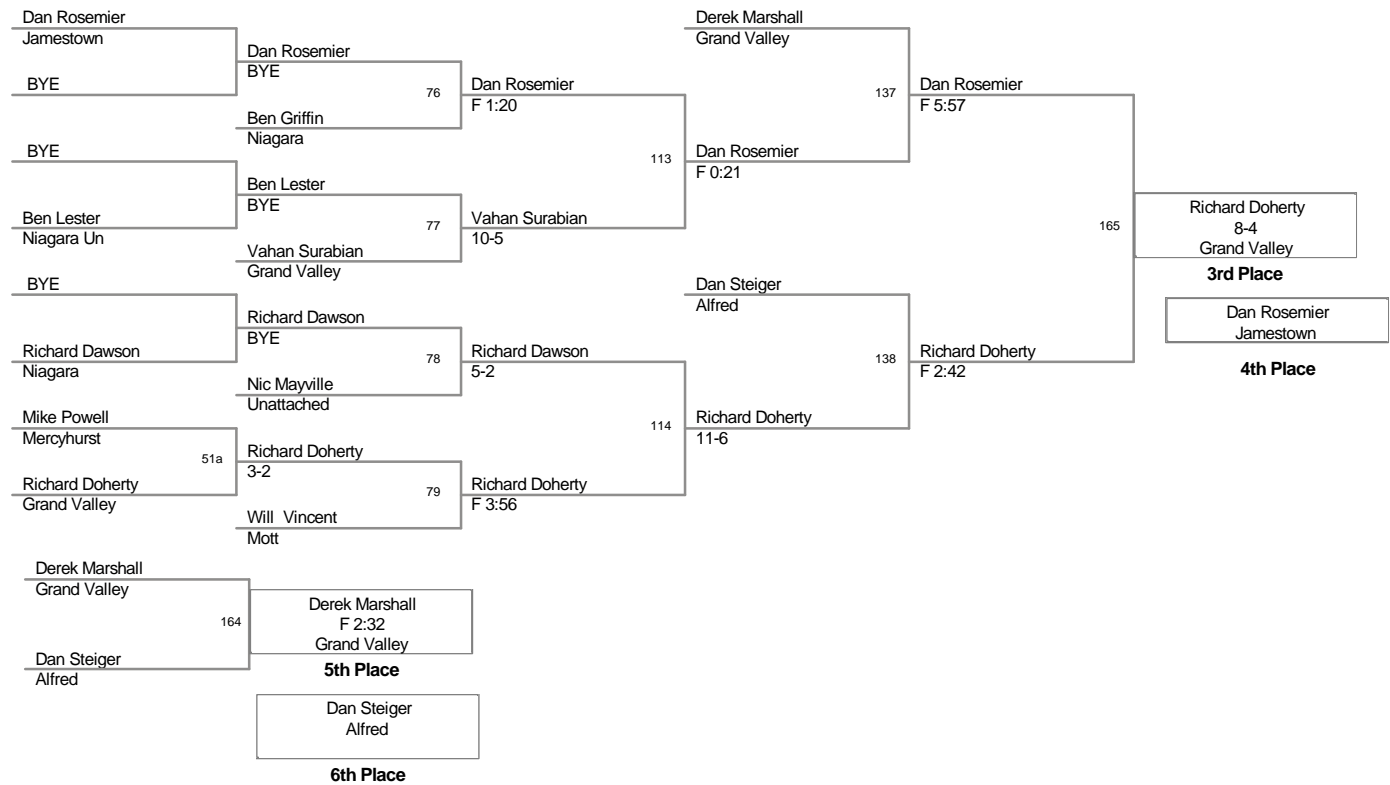 Dan Rosemier
Jamestown
BYE
BYE
Ben Lester
Niagara Un
BYE
Richard Dawson
Niagara
Mike Powell
Mercyhurst
51a
Richard Doherty
Grand Valley
Dan Rosemier
BYE
76
Ben Griffin
Niagara
Ben Lester
BYE
77
Vahan Surabian
Grand Valley
Richard Dawson
BYE
78
Nic Mayville
Unattached
Richard Doherty
3-2
79
Will Vincent
Mott
Dan Rosemier
F 1:20
113
Vahan Surabian
10-5
Richard Dawson
5-2
114
Richard Doherty
F 3:56
Derek Marshall
Grand Valley
137
Dan Rosemier
F 0:21
Dan Steiger
Alfred
138
Richard Doherty
11-6
Dan Rosemier
F 5:57
165
Richard Doherty
F 2:42
Richard Doherty
8-4
Grand Valley
3rd Place
Dan Rosemier
Jamestown
4th Place
Derek Marshall
Grand Valley
164
Dan Steiger
Alfred
Derek Marshall
F 2:32
Grand Valley
5th Place
Dan Steiger
Alfred
6th Place